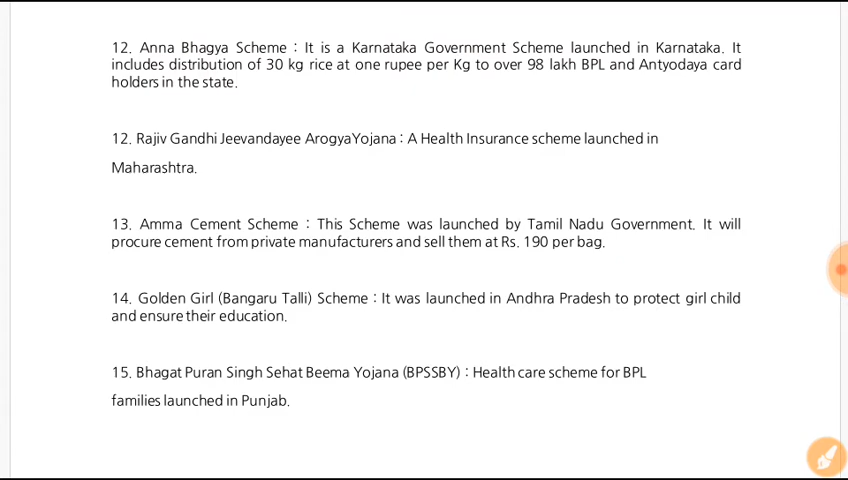 12. Anna Bhagya Scheme : It is a Karnataka Government Scheme launched in Karnataka. It
includes distribution of 30 kg rice at one rupee per Kg to over 98 lakh BPL and Antyodaya card
holders in the state.
12. Rajiv Gandhi Jeevandayee ArogyaYojana : A Health Insurance scheme launched in
Maharashtra.
13. Amma Cement Scheme : This Scheme was launched by Tamil Nadu Government. It will
procure cement from private manufacturers and sell them at Rs. 190 per bag.
14. Golden Girl (Bangaru Talli) Scheme : It was launched in Andhra Pradesh to protect girl child
and ensure their education.
15. Bhagat Puran Singh Sehat Beema Yojana (BPSSBY) : Health care scheme for BPL
families launched in Punjab.